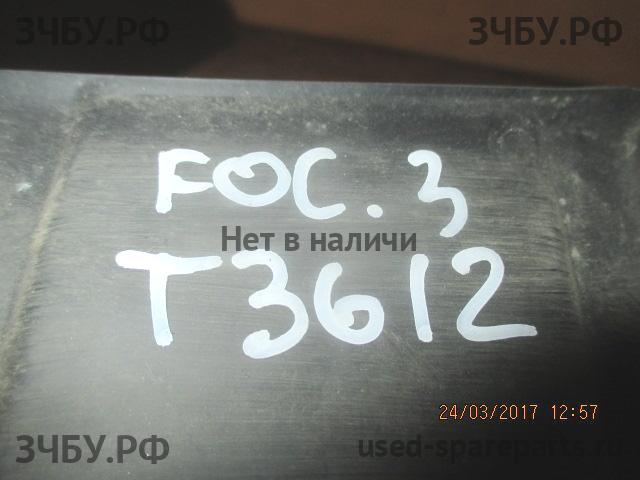 ЗЧБУ.РФ
ЗЧБУ.РФ
FOC. 3
Нет в наличи
T3612
24/03/2017 12:57
ЗЧБУ.РФ
used-spareparts.ru